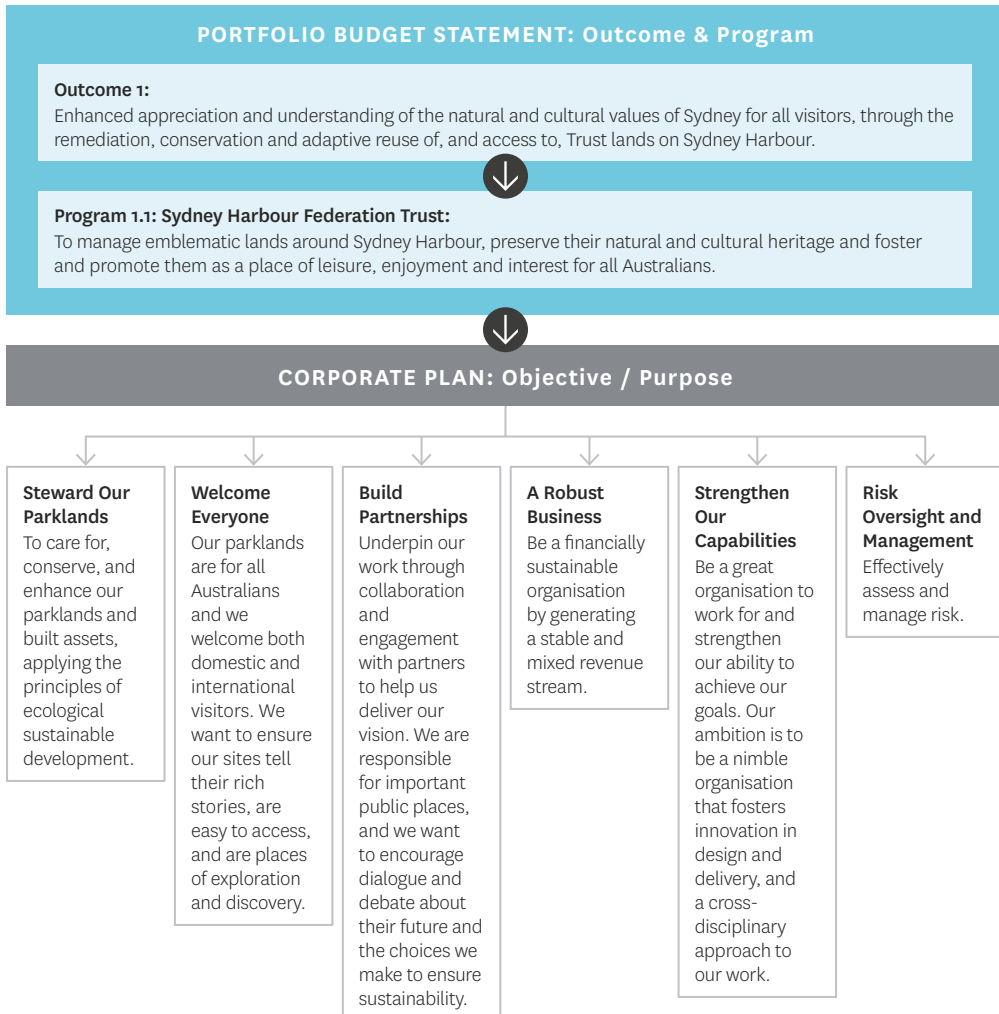 PORTFOLIO BUDGET STATEMENT: Outcome & Program
Outcome 1:
Enhanced appreciation and understanding of the natural and cultural values of Sydney for all visitors, through the
remediation, conservation and adaptive reuse of, and access to, Trust lands on Sydney Harbour.
Program 1.1: Sydney Harbour Federation Trust:
To manage emblematic lands around Sydney Harbour, preserve their natural and cultural heritage and foster
and promote them as a place of leisure, enjoyment and interest for all Australians.
CORPORATE PLAN: Objective / Purpose
Steward Our
Parklands
To care for,
conserve, and
enhance our
parklands and
built assets,
applying the
principles of
ecological
sustainable
development.
Welcome
Everyone
Our parklands
are for all
Australians
and we
welcome both
domestic and
international
visitors. We
want to ensure
our sites tell
their rich
stories, are
easy to access,
and are places
of exploration
and discovery.
Build
Partnerships
Underpin our
work through
collaboration
and
engagement
with partners
to help us
deliver our
vision. We are
responsible
for important
public places,
and we want
to encourage
dialogue and
debate about
their future and
the choices we
make to ensure
sustainability.
A Robust
Business
Be a financially
sustainable
organisation
by generating
a stable and
mixed revenue
stream.
Strengthen
Our
Capabilities
Be a great
organisation to
work for and
strengthen
our ability to
achieve our
goals. Our
ambition is to
be a nimble
organisation
that fosters
innovation in
design and
delivery, and
a cross-
disciplinary
approach to
our work.
Risk
Oversight and
Management
Effectively
assess and
manage risk.